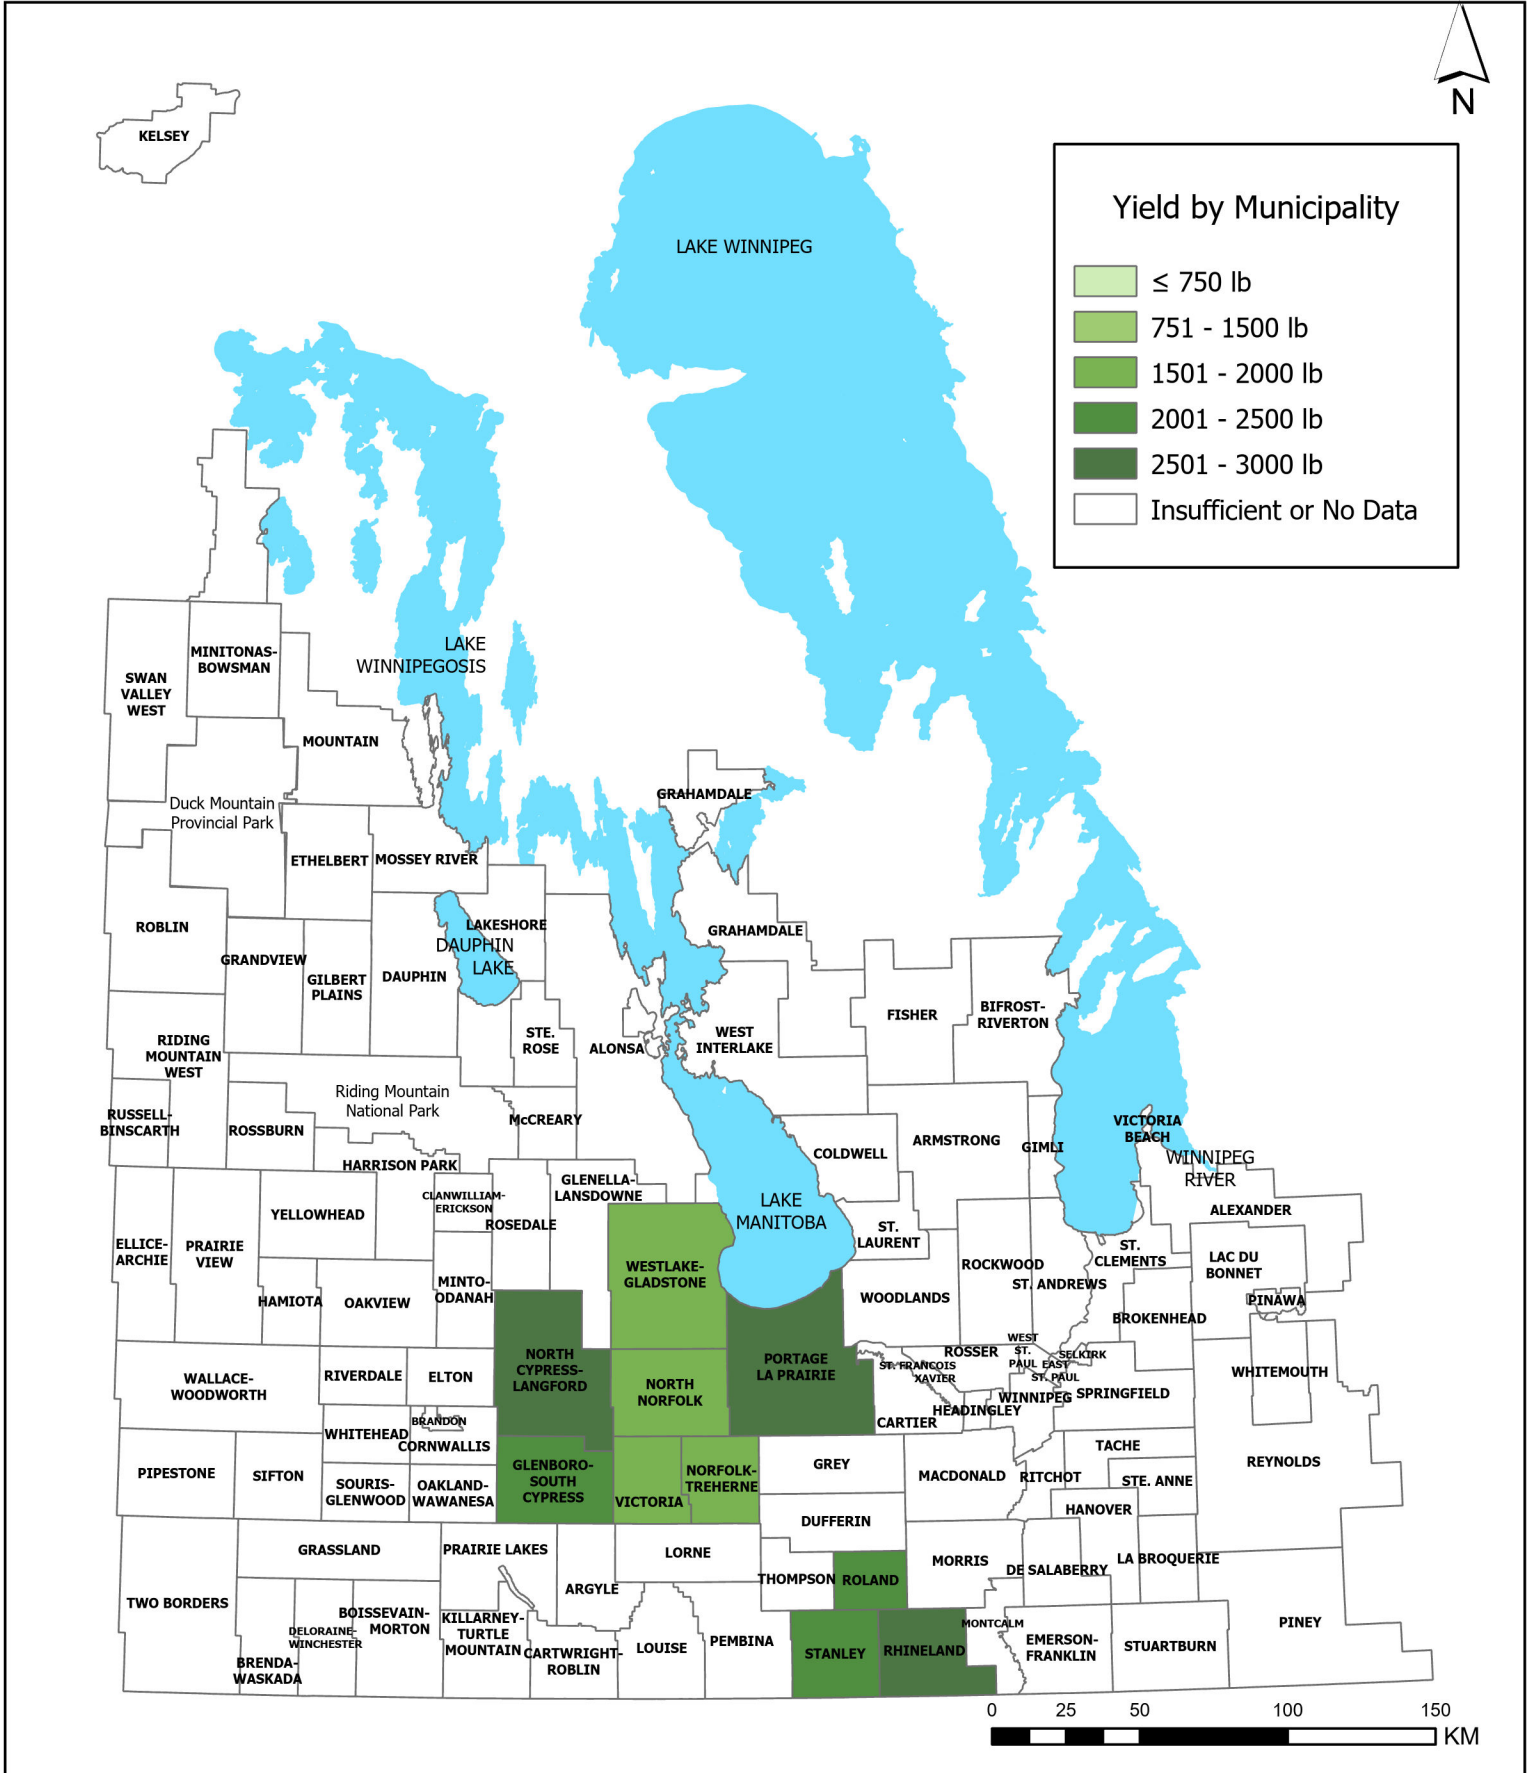 N
KELSEY
Yield by Municipality
≤ 750 lb
751 - 1500 lb
1501 - 2000 lb
2001 - 2500 lb
2501 - 3000 lb
Insufficient or No Data
LAKE WINNIPEG
LAKE
WINNIPEGOSIS
MINITONAS-
BOWSMAN
SWAN
VALLEY
WEST
MOUNTAIN
Duck Mountain
Provincial Park
GRAHAMDALE
ETHELBERT
MOSSEY RIVER
ROBLIN
LAKESHORE
DAUPHIN
LAKE
GRAHAMDALE
GRANDVIEW
GILBERT
PLAINS
DAUPHIN
FISHER
BIFROST-
RIVERTON
STE.
ROSE
ALONSA
WEST
INTERLAKE
RIDING
MOUNTAIN
WEST
Riding Mountain
National Park
RUSSELL-
BINSCARTH
ROSSBURN
McCREARY
VICTORIA
BEACH
ARMSTRONG
GIMLI
COLDWELL
WINNIPEG
RIVER
HARRISON PARK
GLENELLA-
LANSDOWNE
CLANWILLIAM-
ERICKSON
ROSEDALE
YELLOWHEAD
LAKE
MANITOBA
ALEXANDER
ST.
LAURENT
ELLICE-
ARCHIE
PRAIRIE
VIEW
ST.
CLEMENTS
LAC DU
BONNET
ROCKWOOD
ST. ANDREWS
WESTLAKE-
GLADSTONE
MINTO-
ODANAH
HAMIOTA
OAKVIEW
WOODLANDS
PINAWA
BROKENHEAD
WEST
ST.
PAUL
ROSSER
SELKIRK
EAST
ST. PAUL
ST. FRANCOIS
XAVIER
NORTH
CYPRESS-
LANGFORD
PORTAGE
LA PRAIRIE
WHITEMOUTH
WALLACE-
WOODWORTH
RIVERDALE
ELTON
NORTH
NORFOLK
WINNIPEG
SPRINGFIELD
HEADINGLEY
CARTIER
BRANDON
WHITEHEAD
CORNWALLIS
TACHE
PIPESTONE
SIFTON
SOURIS-
GLENWOOD
OAKLAND-
WAWANESA
GLENBORO-
SOUTH
CYPRESS
VICTORIA
NORFOLK-
TREHERNE
GREY
MACDONALD
RITCHOT
STE. ANNE
REYNOLDS
HANOVER
DUFFERIN
GRASSLAND
PRAIRIE LAKES
LORNE
MORRIS
DE SALABERRY
LA BROQUERIE
THOMPSON
ROLAND
ARGYLE
TWO BORDERS
BOISSEVAIN-
MORTON
DELORAINE-
WINCHESTER
BRENDA-
WASKADA
KILLARNEY-
TURTLE
MOUNTAIN
CARTWRIGHT-
ROBLIN
LOUISE
PEMBINA
STANLEY
RHINELAND
MONTCALM
EMERSON-
FRANKLIN
STUARTBURN
PINEY
0 25 50 100 150
KM